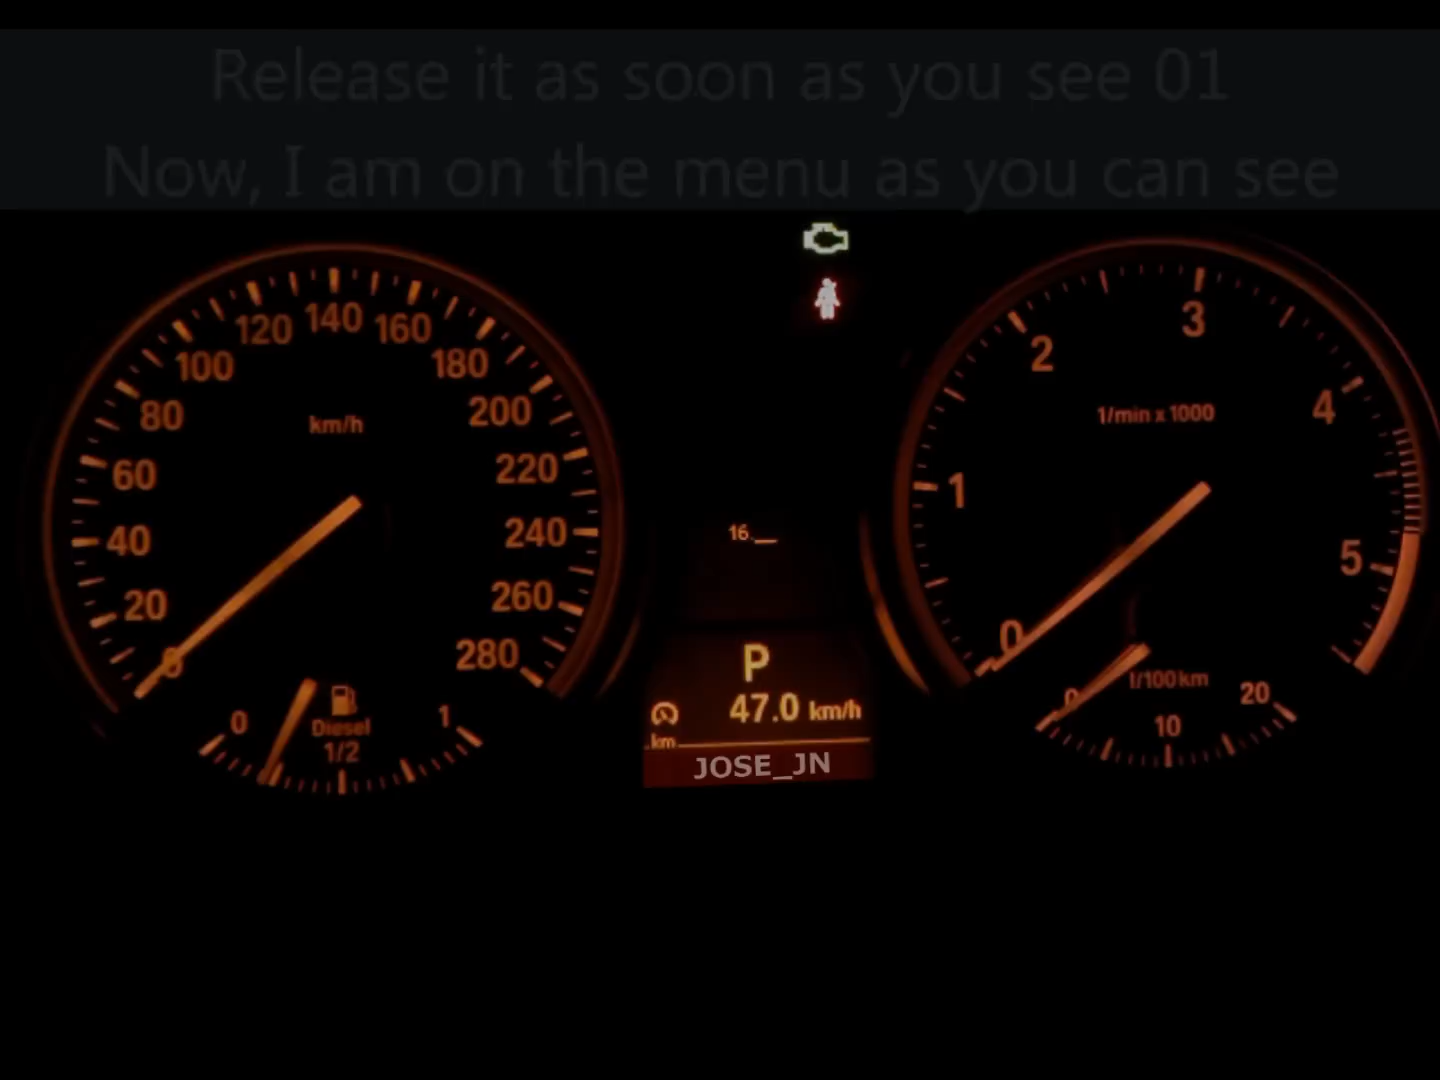 Release it as soon as you see 01
Now, I am on the menu as you can see
120 140 160
100 180
80 200
km/h
60 220
40 240
20 260
0 280
0 1
Diesel
1/2
16.__
P
47.0 km/h
km
JOSE_JN
3
2
4
1/min x 1000
1
5
0
l/100km
0 20
10